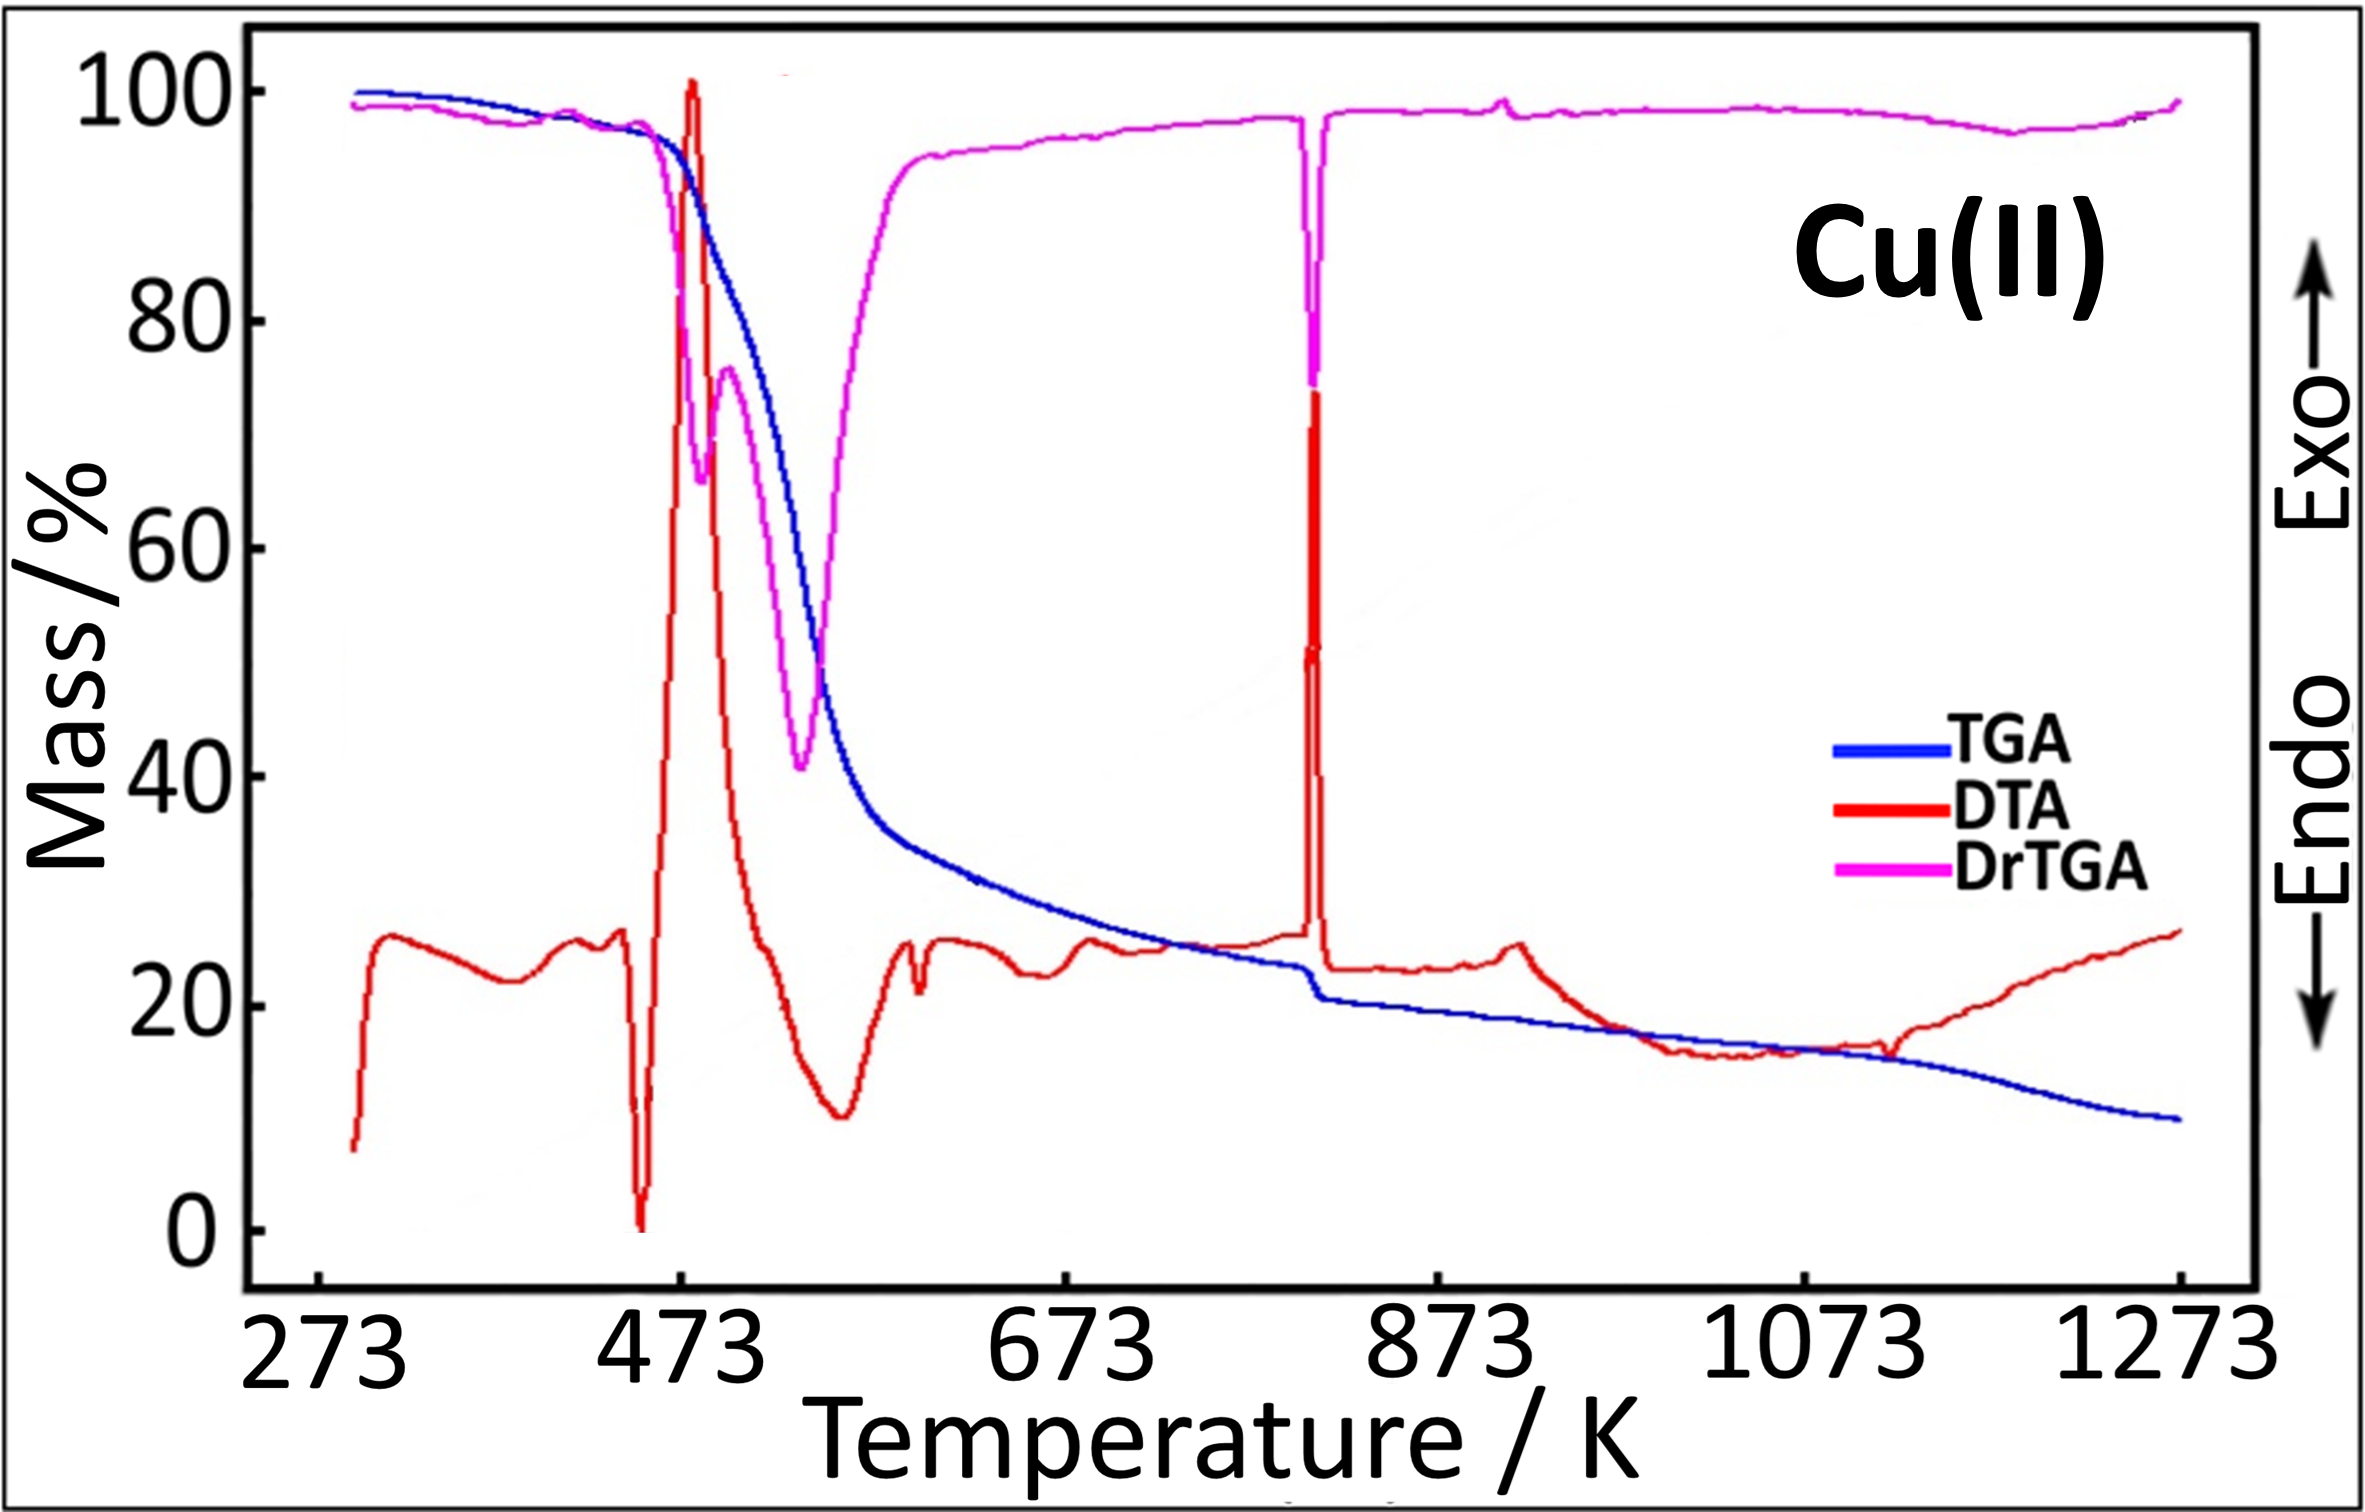 100
80
60
40
20
0
Mass / %
Cu(II)
TGA
DTA
DrTGA
Exo
Endo
273 473 673 873 1073 1273
Temperature / K